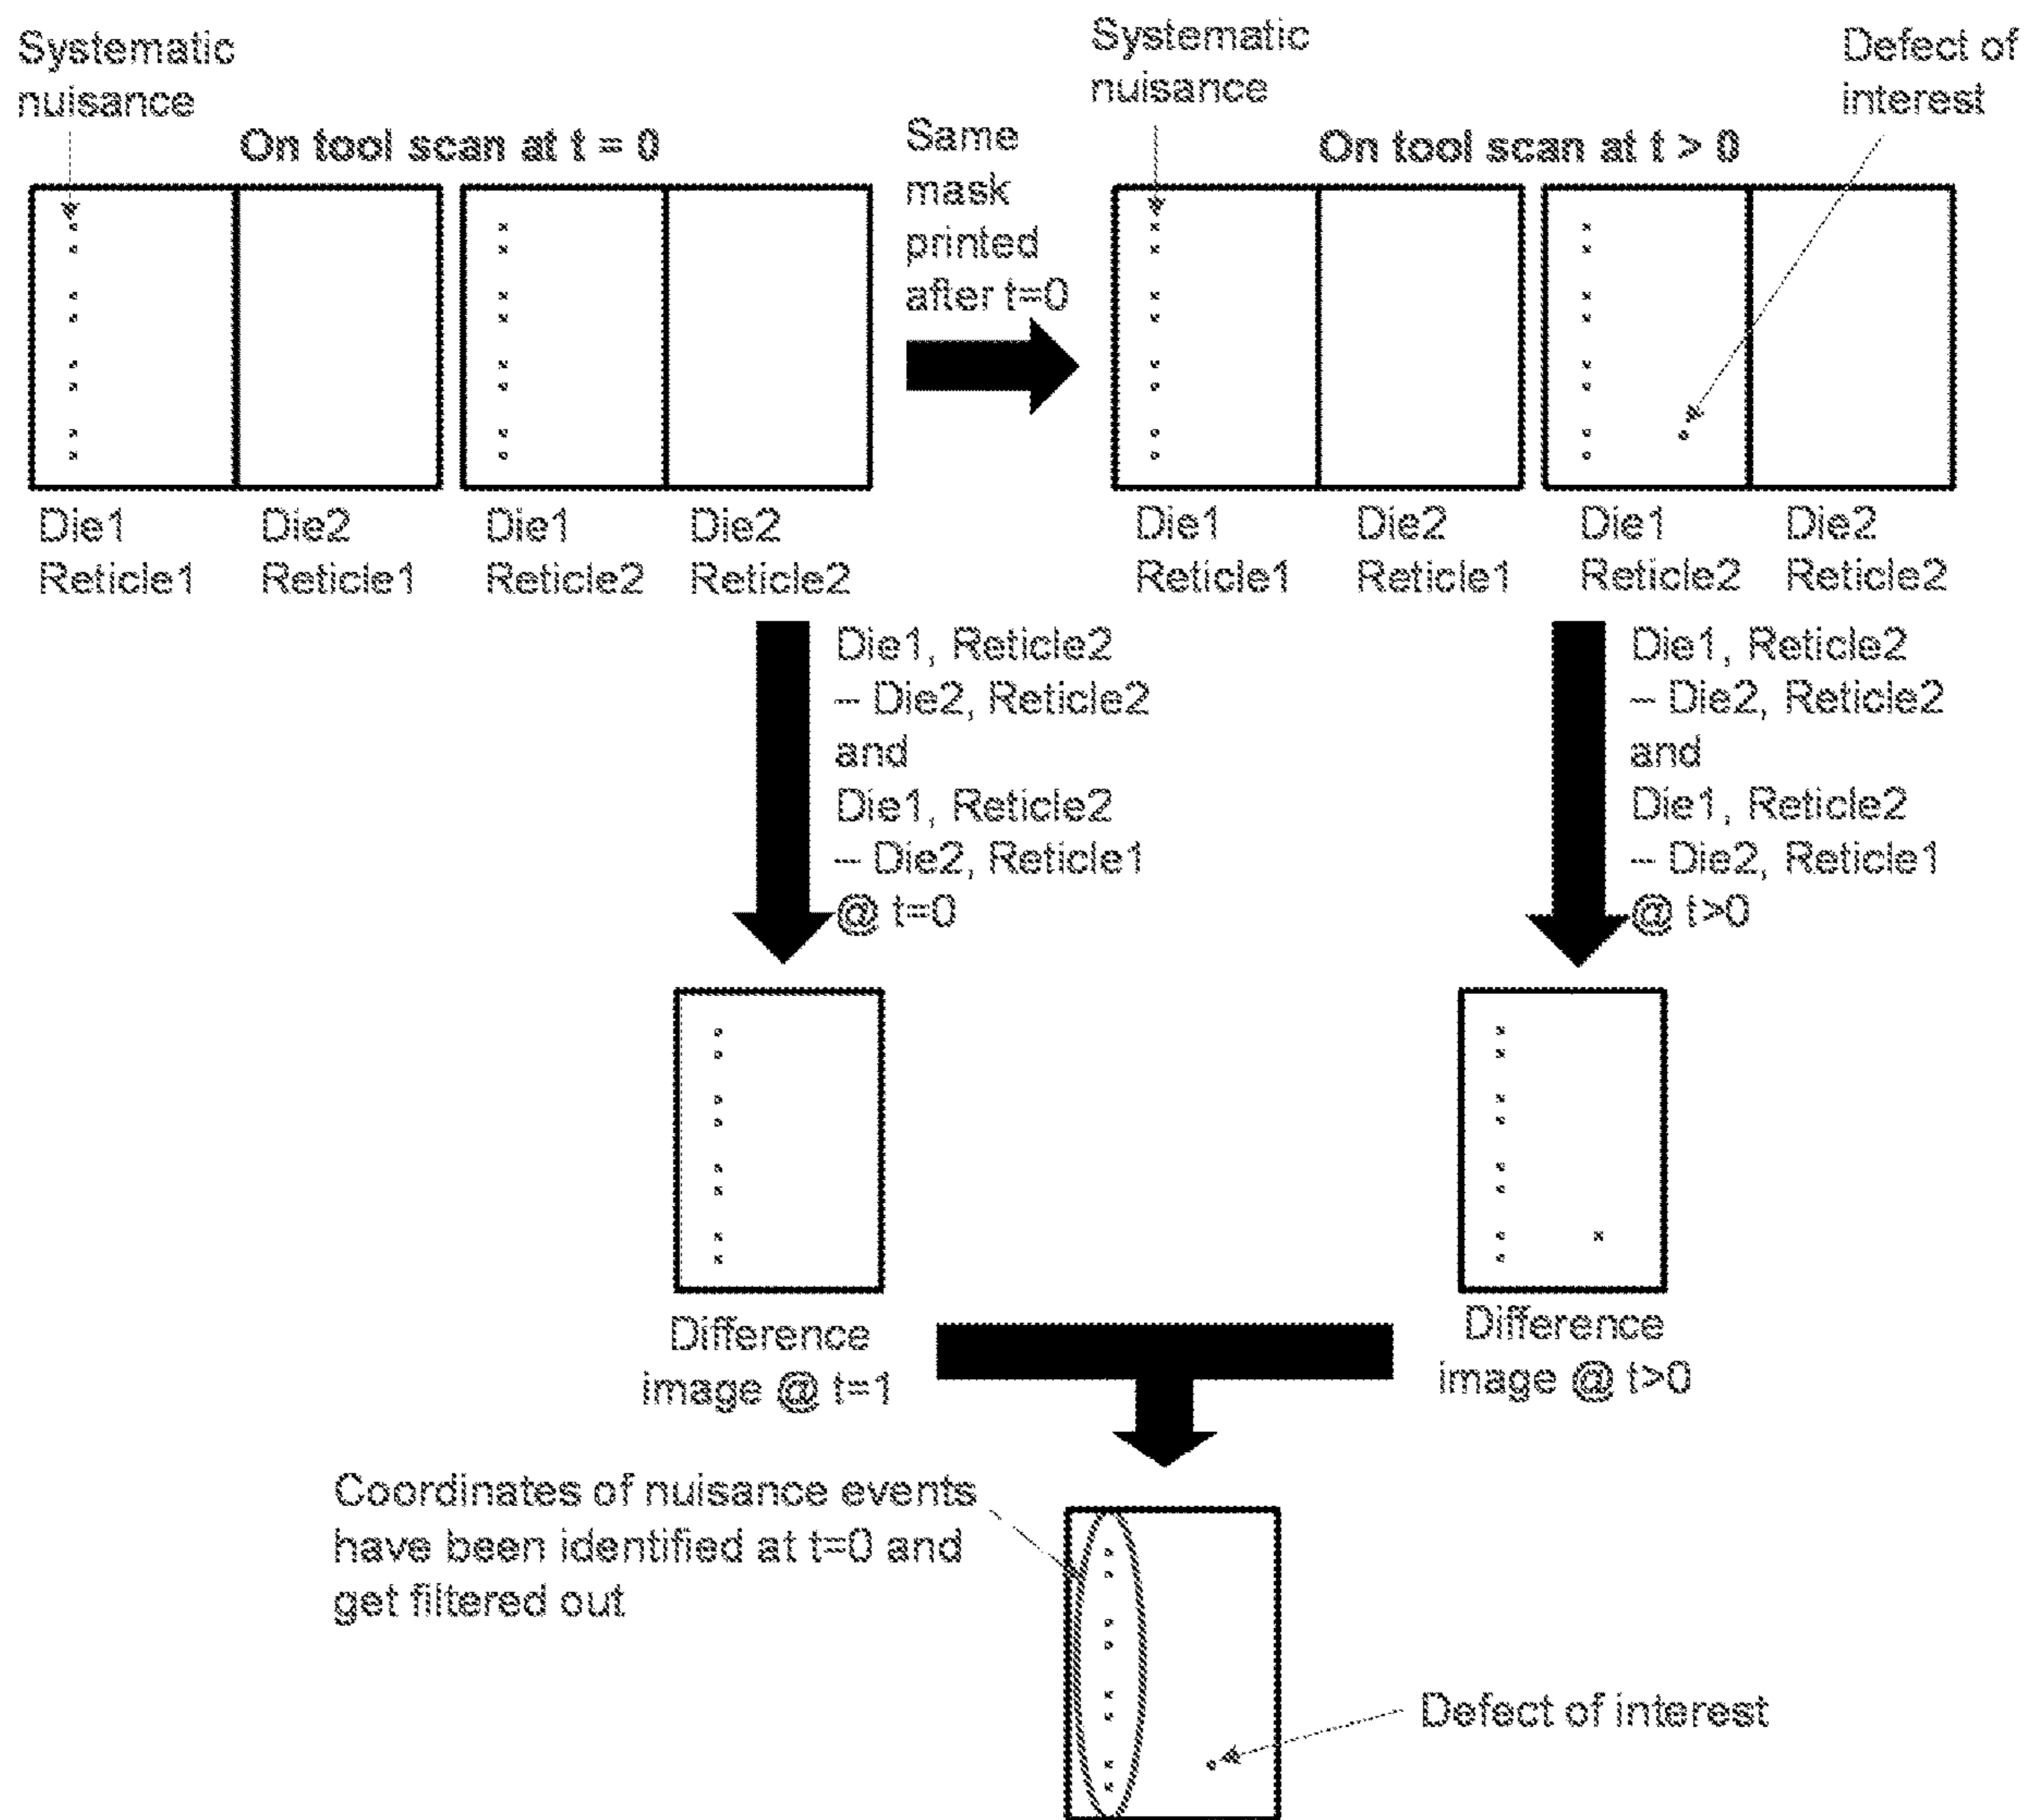 Systematic
nuisance
On tool scan at t = 0
Same
mask
printed
after t=0
Systematic
nuisance
On tool scan at t > 0
Defect of
interest
Die1
Reticle1
Die2
Reticle1
Die1
Reticle2
Die2
Reticle2
Die1
Reticle1
Die2
Reticle1
Die1
Reticle2
Die2
Reticle2
Die1, Reticle2
– Die2, Reticle2
and
Die1, Reticle2
– Die2, Reticle1
@ t=0
Die1, Reticle2
– Die2, Reticle2
and
Die1, Reticle2
– Die2, Reticle1
@ t>0
Difference
image @ t=1
Difference
image @ t>0
Coordinates of nuisance events
have been identified at t=0 and
get filtered out
Defect of interest